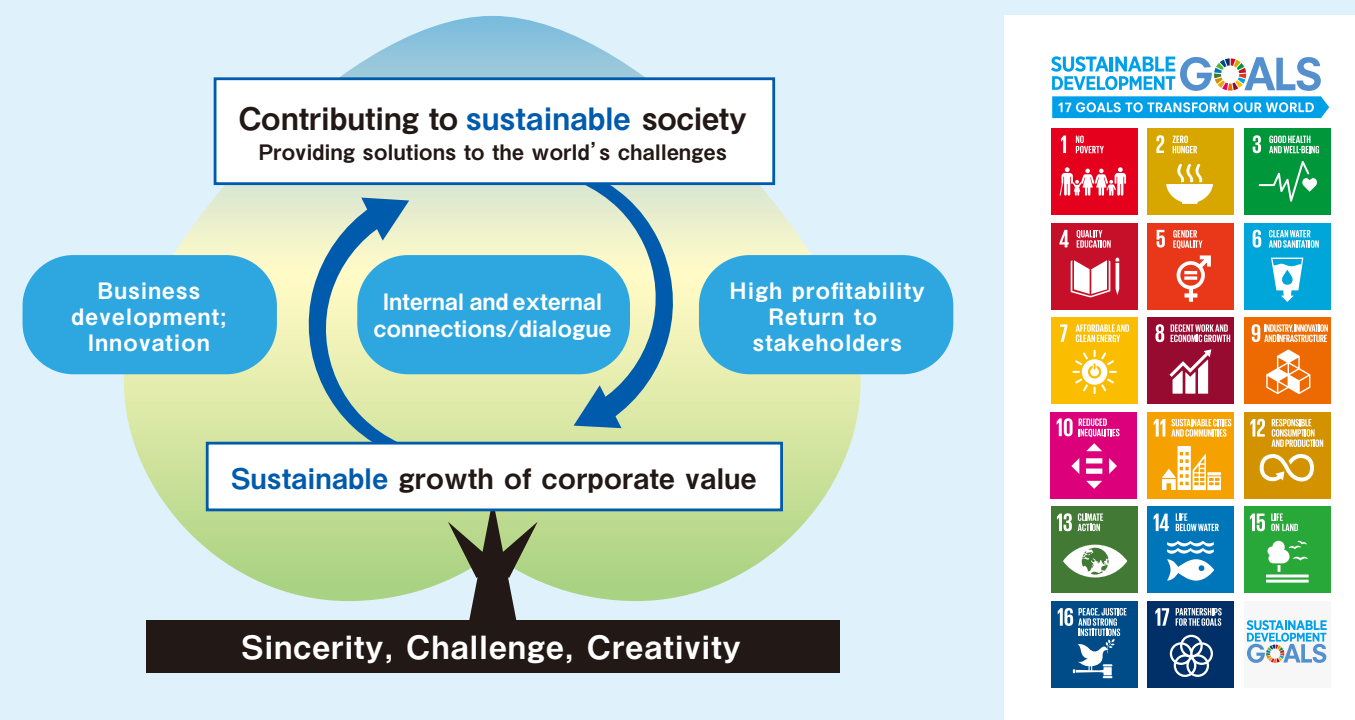 Contributing to sustainable society
Providing solutions to the world's challenges
Business
development;
Innovation
Internal and external
connections/dialogue
High profitability
Return to
stakeholders
Sustainable growth of corporate value
Sincerity, Challenge, Creativity
SUSTAINABLE
DEVELOPMENT
GOALS
17 GOALS TO TRANSFORM OUR WORLD
1 NO
POVERTY
2 ZERO
HUNGER
3 GOOD HEALTH
AND WELL-BEING
4 QUALITY
EDUCATION
5 GENDER
EQUALITY
6 CLEAN WATER
AND SANITATION
7 AFFORDABLE AND
CLEAN ENERGY
8 DECENT WORK AND
ECONOMIC GROWTH
9 INDUSTRY, INNOVATION
AND INFRASTRUCTURE
10 REDUCED
INEQUALITIES
11 SUSTAINABLE CITIES
AND COMMUNITIES
12 RESPONSIBLE
CONSUMPTION
AND PRODUCTION
13 CLIMATE
ACTION
14 LIFE
BELOW WATER
15 LIFE
ON LAND
16 PEACE, JUSTICE
AND STRONG
INSTITUTIONS
17 PARTNERSHIPS
FOR THE GOALS
SUSTAINABLE
DEVELOPMENT
GOALS